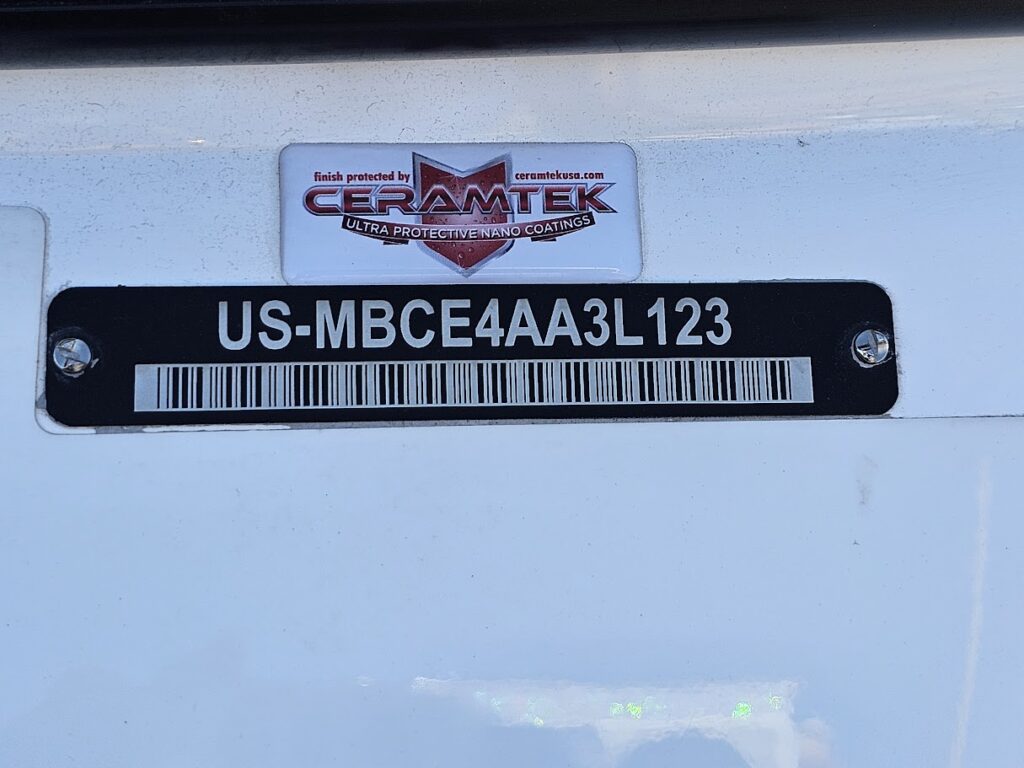 finish protected by ceramtekusa.com
CERAMTEK
ULTRA PROTECTIVE NANO COATINGS
US-MBCE4AA3L123